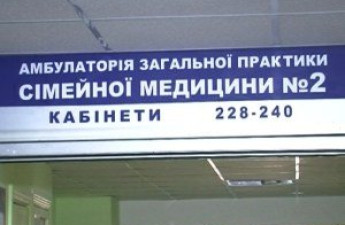 АМБУЛАТОРІЯ ЗАГАЛЬНОЇ ПРАКТИКИ
СІМЕЙНОЇ МЕДИЦИНИ №2
КАБІНЕТИ 228-240